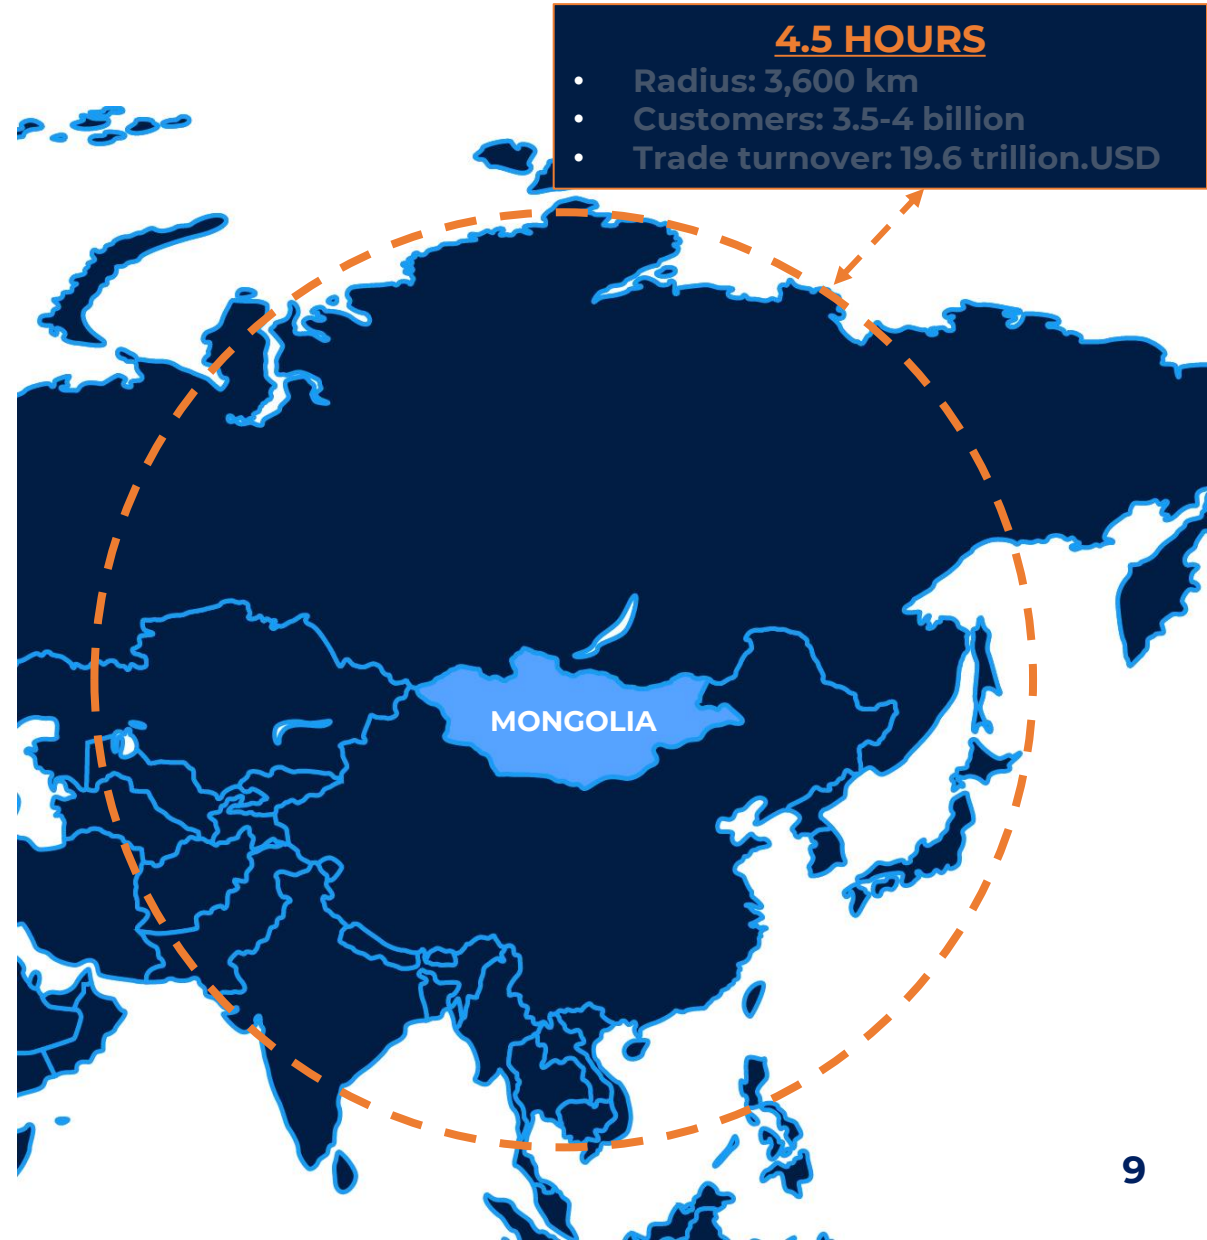 4.5 HOURS
• Radius: 3,600 km
• Customers: 3.5-4 billion
• Trade turnover: 19.6 trillion.USD
MONGOLIA
9